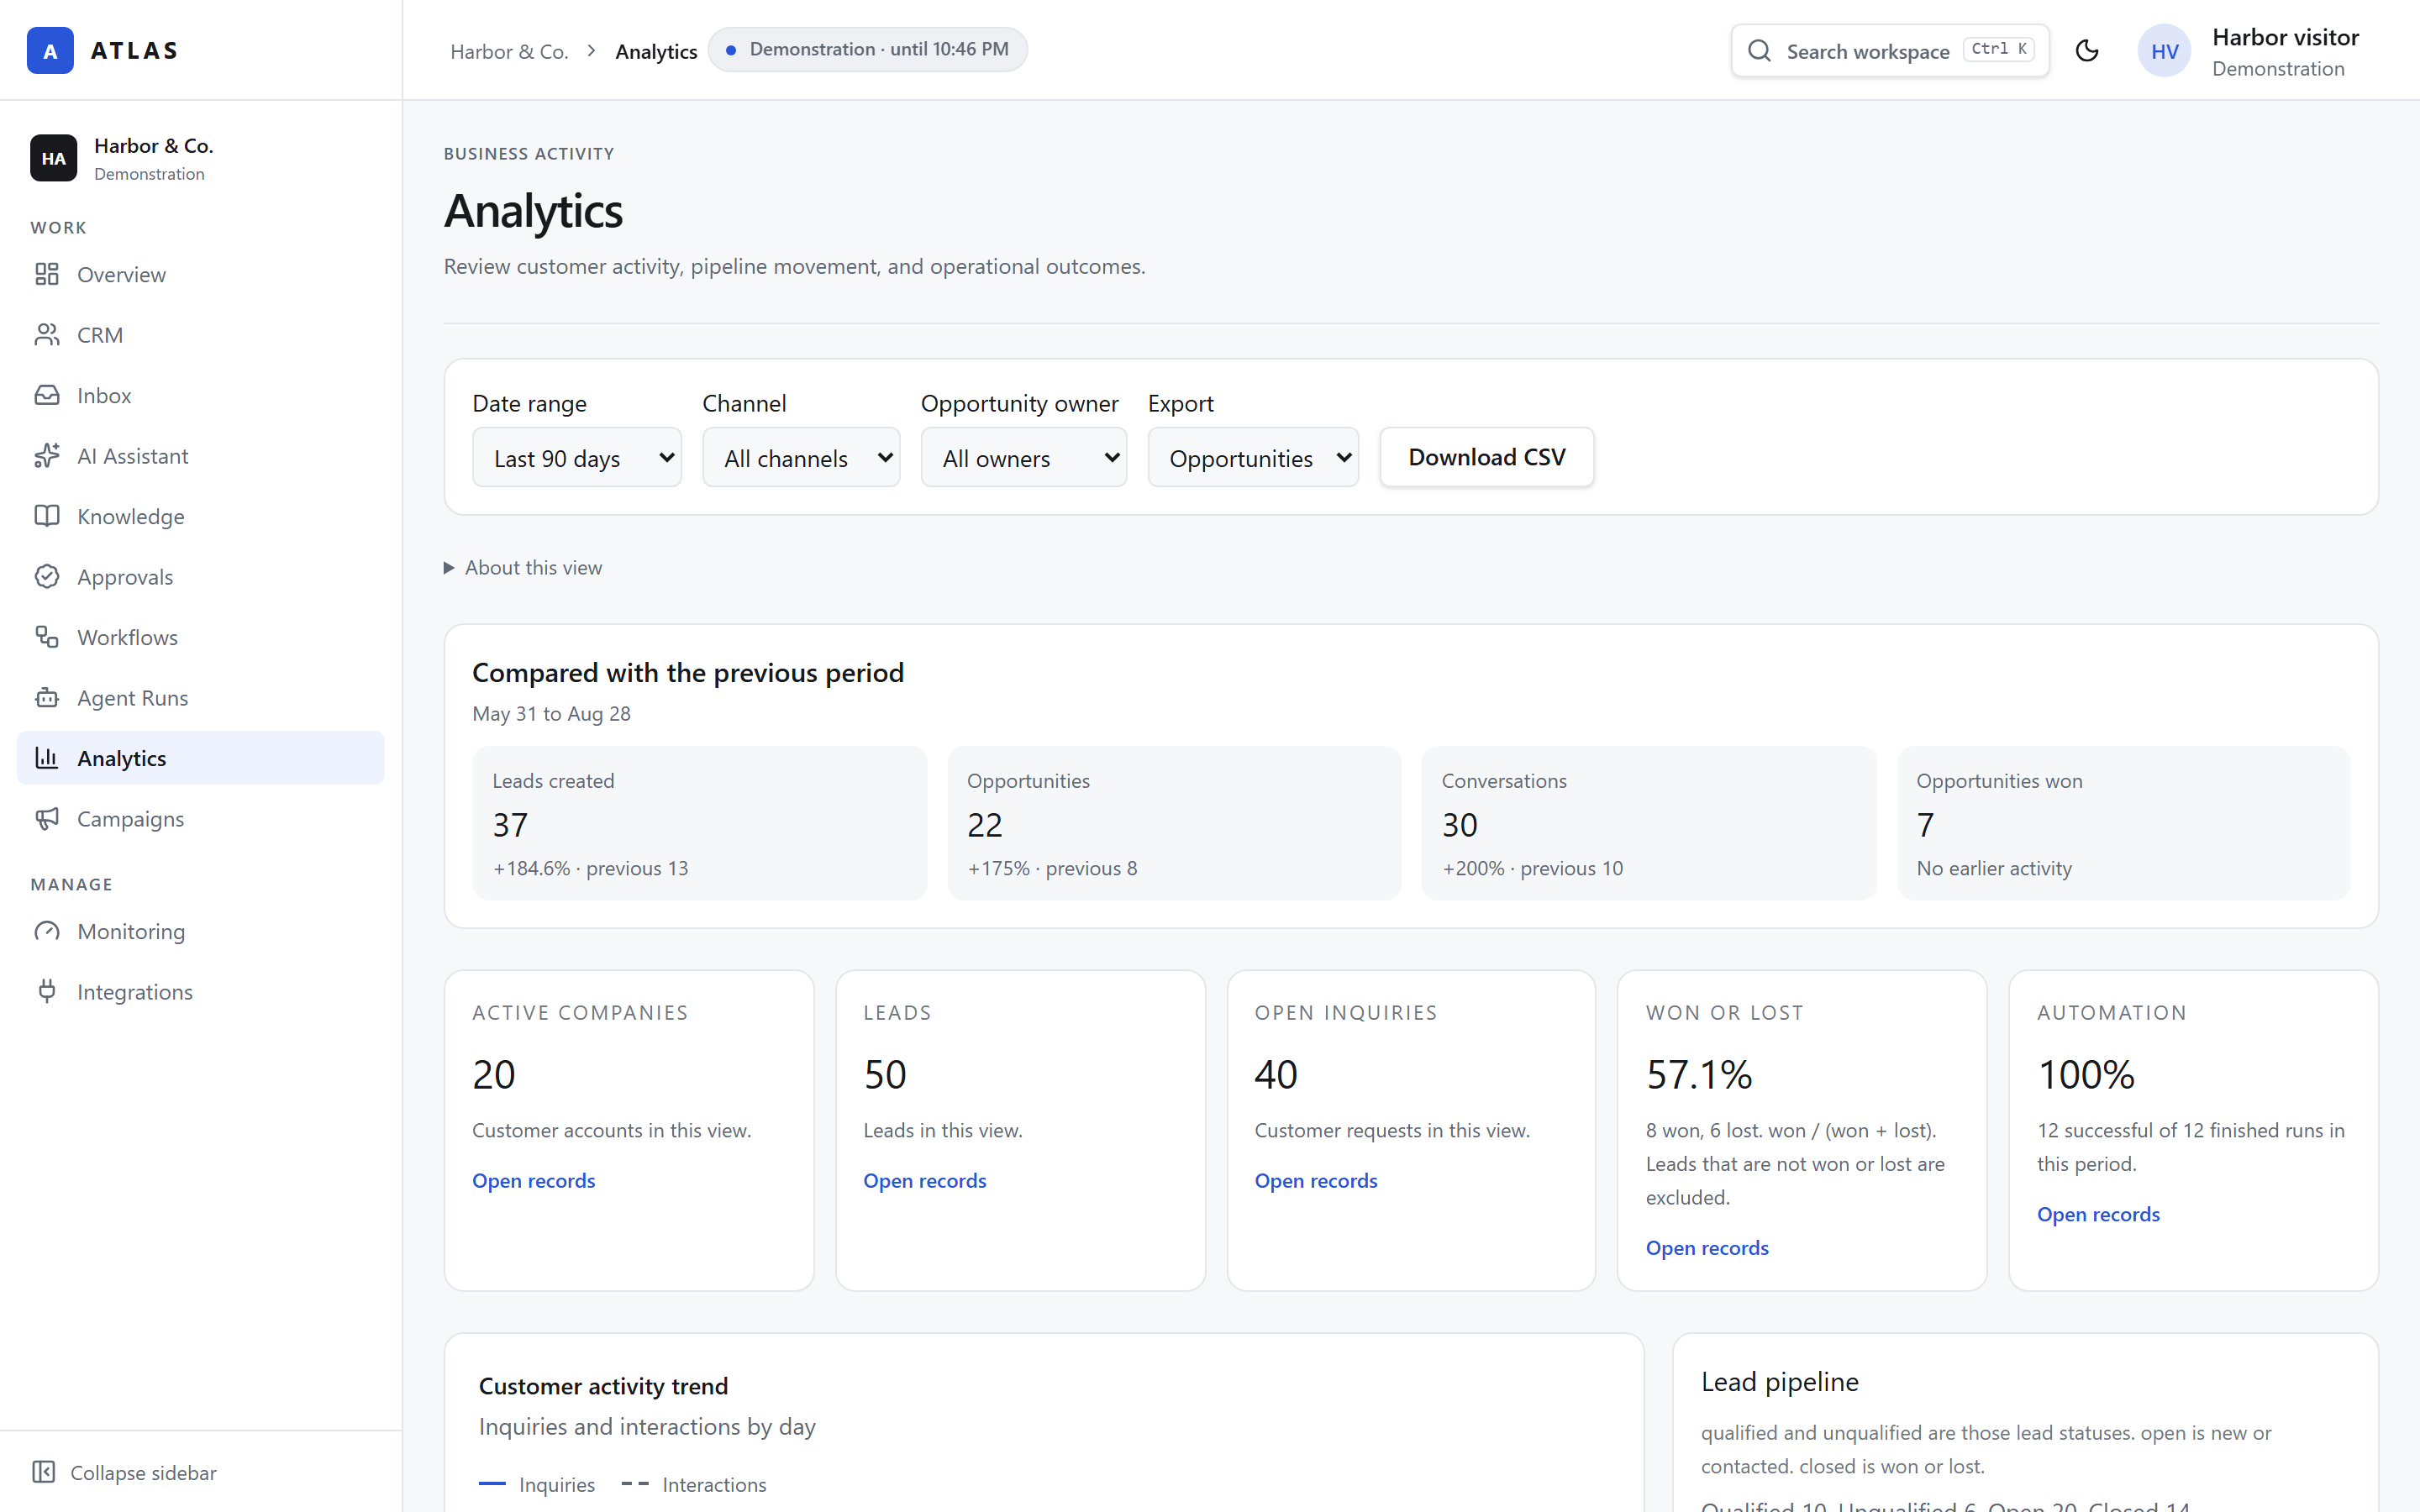 A ATLAS
Harbor & Co. > Analytics
Demonstration · until 10:46 PM
Search workspace Ctrl K
HV
Harbor visitor
Demonstration
HA
Harbor & Co.
Demonstration
WORK
Overview
CRM
Inbox
AI Assistant
Knowledge
Approvals
Workflows
Agent Runs
Analytics
Campaigns
MANAGE
Monitoring
Integrations
Collapse sidebar
BUSINESS ACTIVITY
Analytics
Review customer activity, pipeline movement, and operational outcomes.
Date range Channel Opportunity owner Export
Last 90 days All channels All owners Opportunities Download CSV
About this view
Compared with the previous period
May 31 to Aug 28
Leads created
37
+184.6% · previous 13
Opportunities
22
+175% · previous 8
Conversations
30
+200% · previous 10
Opportunities won
7
No earlier activity
ACTIVE COMPANIES
20
Customer accounts in this view.
Open records
LEADS
50
Leads in this view.
Open records
OPEN INQUIRIES
40
Customer requests in this view.
Open records
WON OR LOST
57.1%
8 won, 6 lost. won / (won + lost).
Leads that are not won or lost are
excluded.
Open records
AUTOMATION
100%
12 successful of 12 finished runs in
this period.
Open records
Customer activity trend
Inquiries and interactions by day
Inquiries Interactions
Lead pipeline
qualified and unqualified are those lead statuses. open is new or
contacted. closed is won or lost.
Qualified 10, Unqualified 6, Open 20, Closed 14